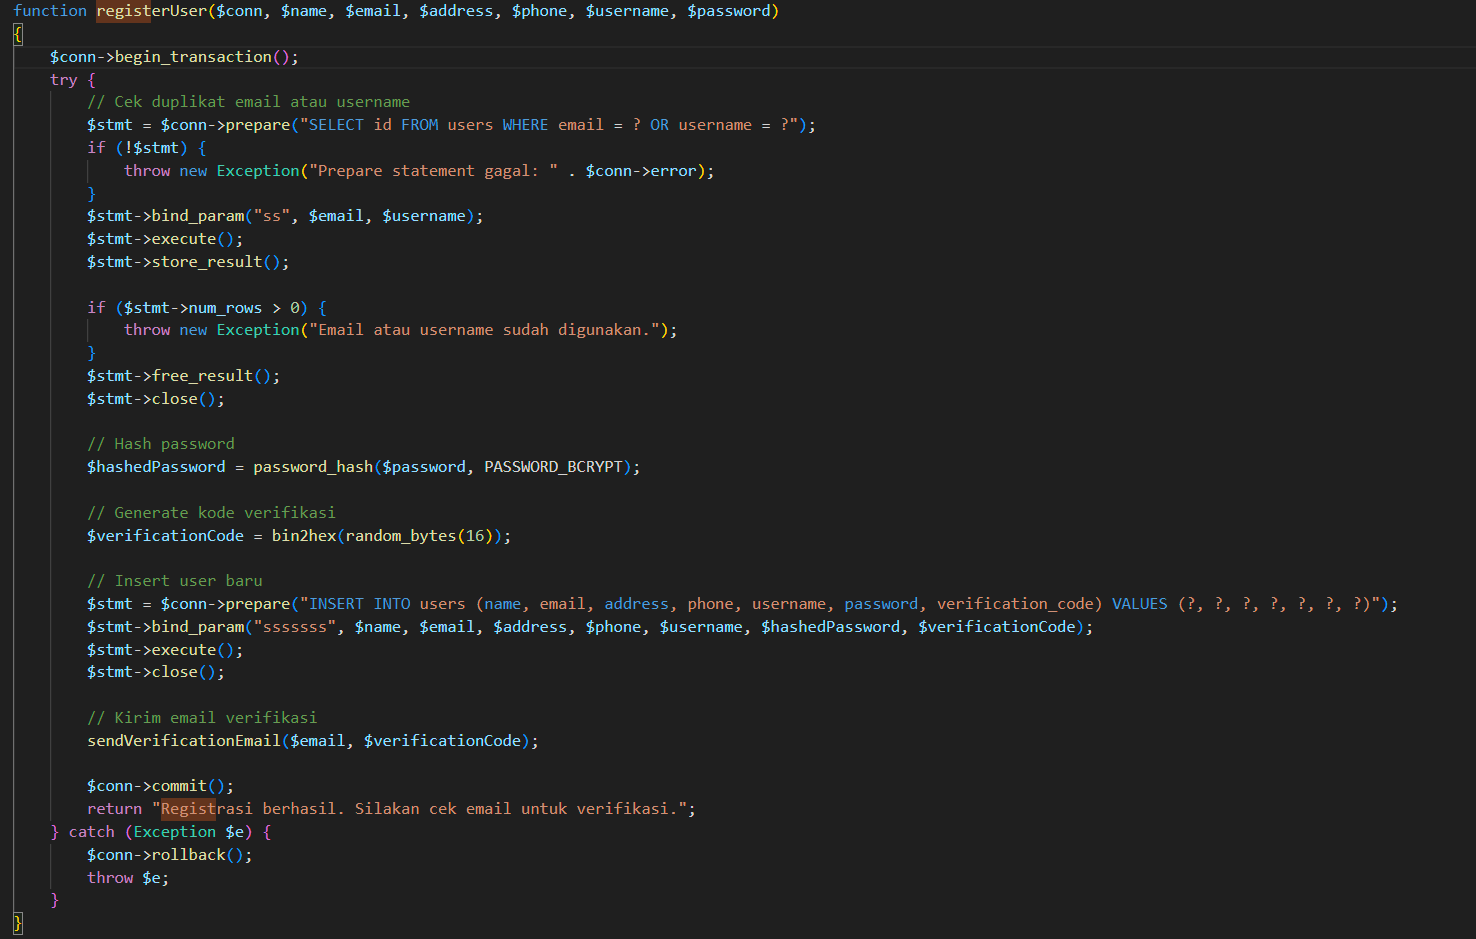 function registerUser($conn, $name, $email, $address, $phone, $username, $password)
{
    $conn->begin_transaction();
    try {
        // Cek duplikat email atau username
        $stmt = $conn->prepare("SELECT id FROM users WHERE email = ? OR username = ?");
        if (!$stmt) {
            throw new Exception("Prepare statement gagal: " . $conn->error);
        }
        $stmt->bind_param("ss", $email, $username);
        $stmt->execute();
        $stmt->store_result();

        if ($stmt->num_rows > 0) {
            throw new Exception("Email atau username sudah digunakan.");
        }
        $stmt->free_result();
        $stmt->close();

        // Hash password
        $hashedPassword = password_hash($password, PASSWORD_BCRYPT);

        // Generate kode verifikasi
        $verificationCode = bin2hex(random_bytes(16));

        // Insert user baru
        $stmt = $conn->prepare("INSERT INTO users (name, email, address, phone, username, password, verification_code) VALUES (?, ?, ?, ?, ?, ?, ?)");
        $stmt->bind_param("sssssss", $name, $email, $address, $phone, $username, $hashedPassword, $verificationCode);
        $stmt->execute();
        $stmt->close();

        // Kirim email verifikasi
        sendVerificationEmail($email, $verificationCode);

        $conn->commit();
        return "Registrasi berhasil. Silakan cek email untuk verifikasi.";
    } catch (Exception $e) {
        $conn->rollback();
        throw $e;
    }
}